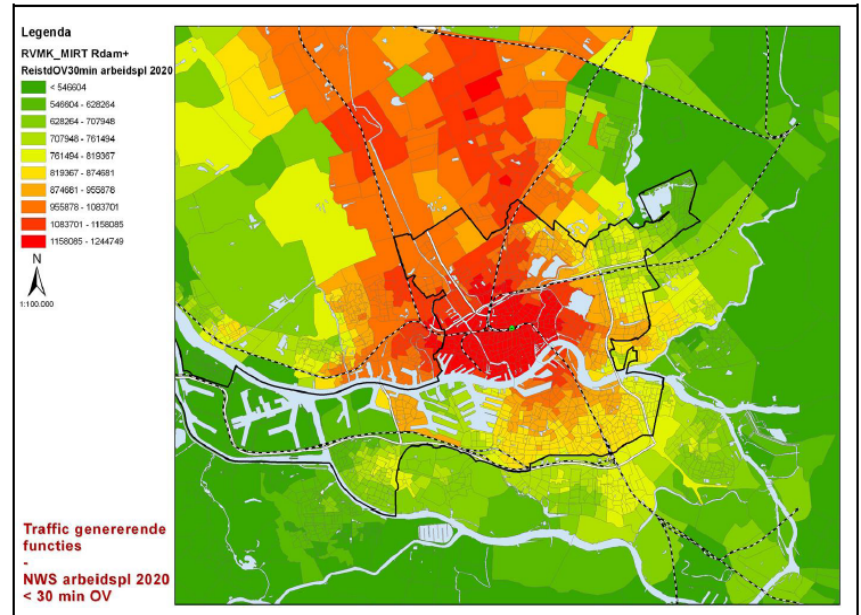 Legenda
RVMK_MIRT Rdam+
ReistdOV30min arbeidspl 2020
< 546604
546604 - 628264
628264 - 707948
707948 - 761494
761494 - 819367
819367 - 874681
874681 - 955878
955878 - 1083701
1083701 - 1158085
1158085 - 1244749
N
1:100.000
Traffic genererende
functies
-
NWS arbeidspl 2020
< 30 min OV